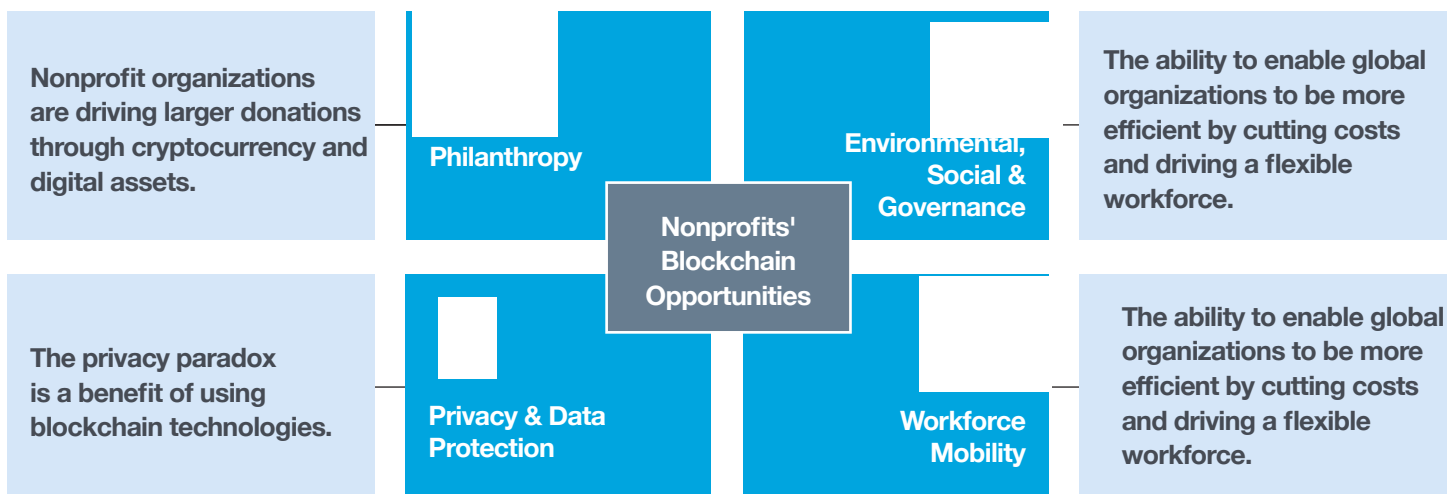 Nonprofit organizations
are driving larger donations
through cryptocurrency and
digital assets.
Philanthropy
Environmental,
Social &
Governance
The ability to enable global
organizations to be more
efficient by cutting costs
and driving a flexible
workforce.
Nonprofits'
Blockchain
Opportunities
The privacy paradox
is a benefit of using
blockchain technologies.
Privacy & Data
Protection
Workforce
Mobility
The ability to enable global
organizations to be more
efficient by cutting costs
and driving a flexible
workforce.